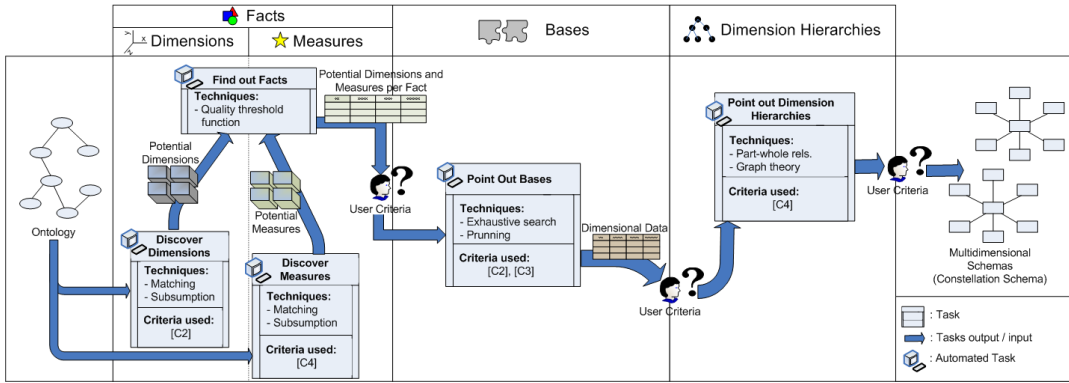 Facts
Dimensions
Measures
Bases
Dimension Hierarchies
Find out Facts
Techniques:
- Quality threshold
function
Potential Dimensions and
Measures per Fact
Potential
Dimensions
Potential
Measures
User Criteria
Ontology
Discover
Dimensions
Techniques:
- Matching
- Subsumption
Criteria used:
[C2]
Discover
Measures
Techniques:
- Matching
- Subsumption
Criteria used:
[C4]
Point Out Bases
Techniques:
- Exhaustive search
- Prunning
Criteria used:
[C2], [C3]
Dimensional Data
User Criteria
Point out Dimension
Hierarchies
Techniques:
- Part-whole rels.
- Graph theory
Criteria used:
[C4]
User Criteria
Multidimensional
Schemas
(Constellation Schema)
: Task
: Tasks output / input
: Automated Task